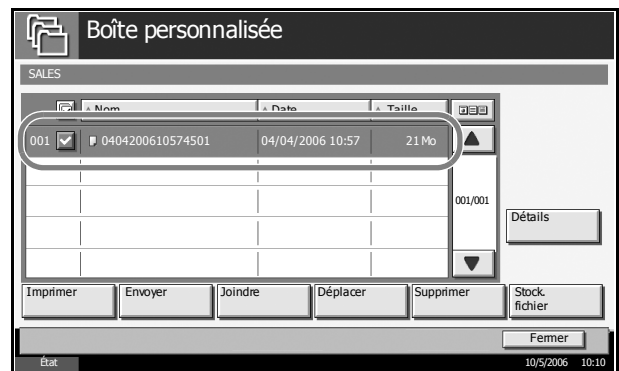 Boîte personnalisée
SALES
Nom Date Taille
001 0404200610574501 04/04/2006 10:57 21 Mo
001/001
Détails
Imprimer Envoyer Joindre Déplacer Supprimer Stock. fichier
Fermer
État 10/5/2006 10:10